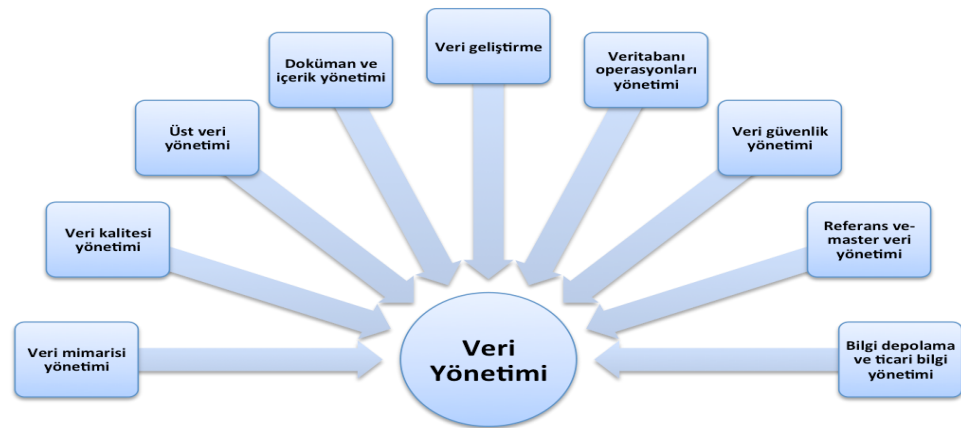 Veri geliştirme
Doküman ve
içerik yönetimi
Veritabanı
operasyonları
yönetimi
Üst veri
yönetimi
Veri güvenlik
yönetimi
Veri kalitesi
yönetimi
Referans ve-
master veri
yönetimi
Veri mimarisi
yönetimi
Veri
Yönetimi
Bilgi depolama
ve ticari bilgi
yönetimi